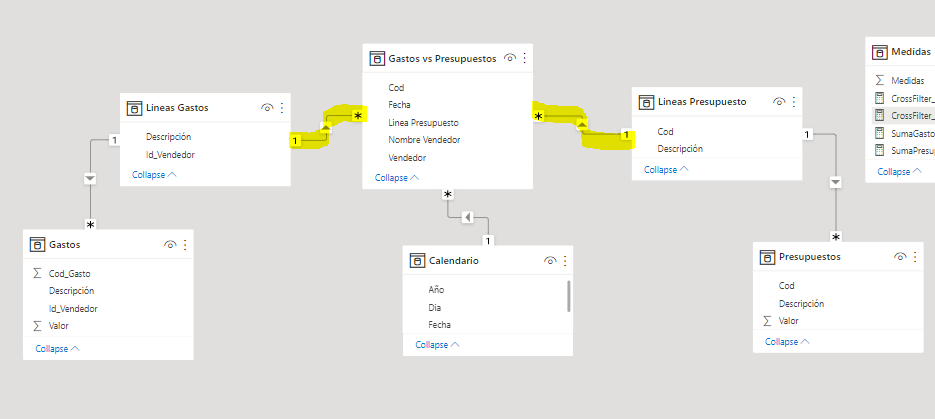 Gastos vs Presupuestos
Cod
Fecha
Linea Presupuesto
Nombre Vendedor
Vendedor
Collapse
Lineas Gastos
Descripción
Id_Vendedor
Collapse
Lineas Presupuesto
Cod
Descripción
Collapse
Medidas
Medidas
CrossFilter_
CrossFilter_
SumaGasto
SumaPresu
Collapse
1
1
*
*
1
1
*
*
1
*
Gastos
Cod_Gasto
Descripción
Id_Vendedor
Valor
Collapse
Calendario
Año
Dia
Fecha
Collapse
Presupuestos
Cod
Descripción
Valor
Collapse